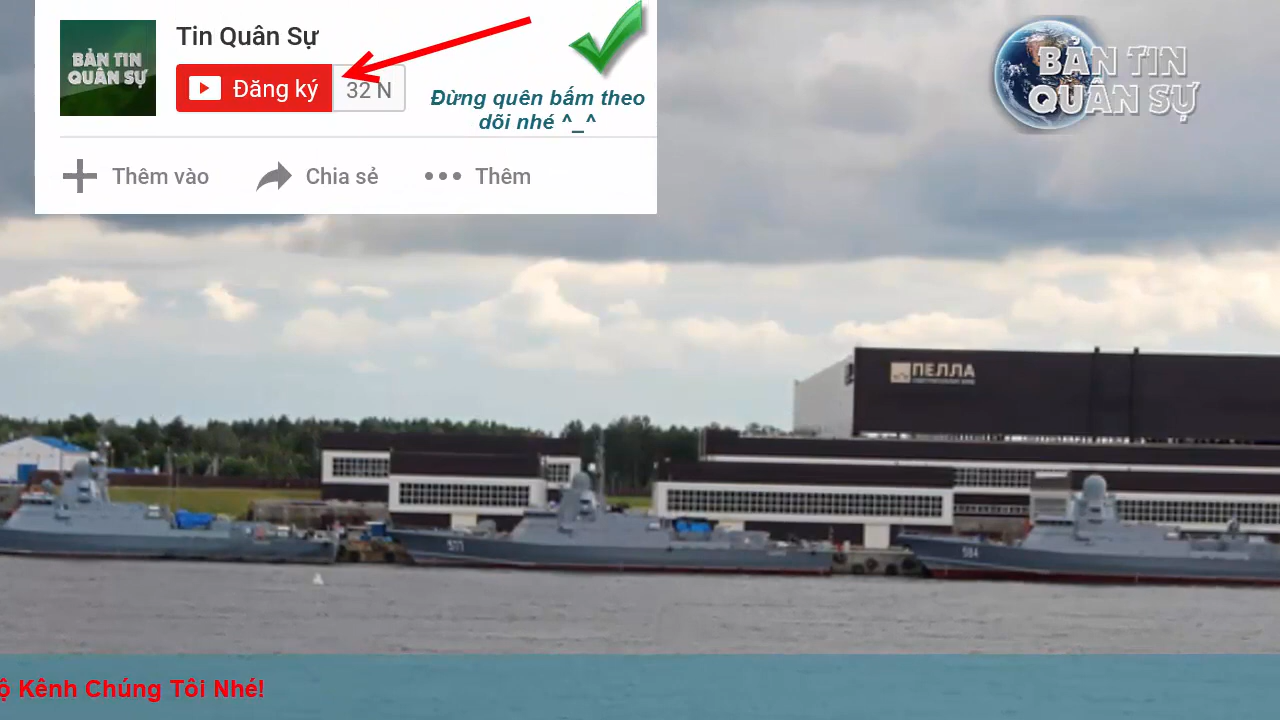 BẢN TIN
QUÂN SỰ
Tin Quân Sự
Đăng ký
32 N
Đừng quên bấm theo
dõi nhé ^_^
Thêm vào
Chia sẻ
Thêm
BẢN TIN
QUÂN SỰ
ПЕЛЛА
577
584
ộ Kênh Chúng Tôi Nhé!